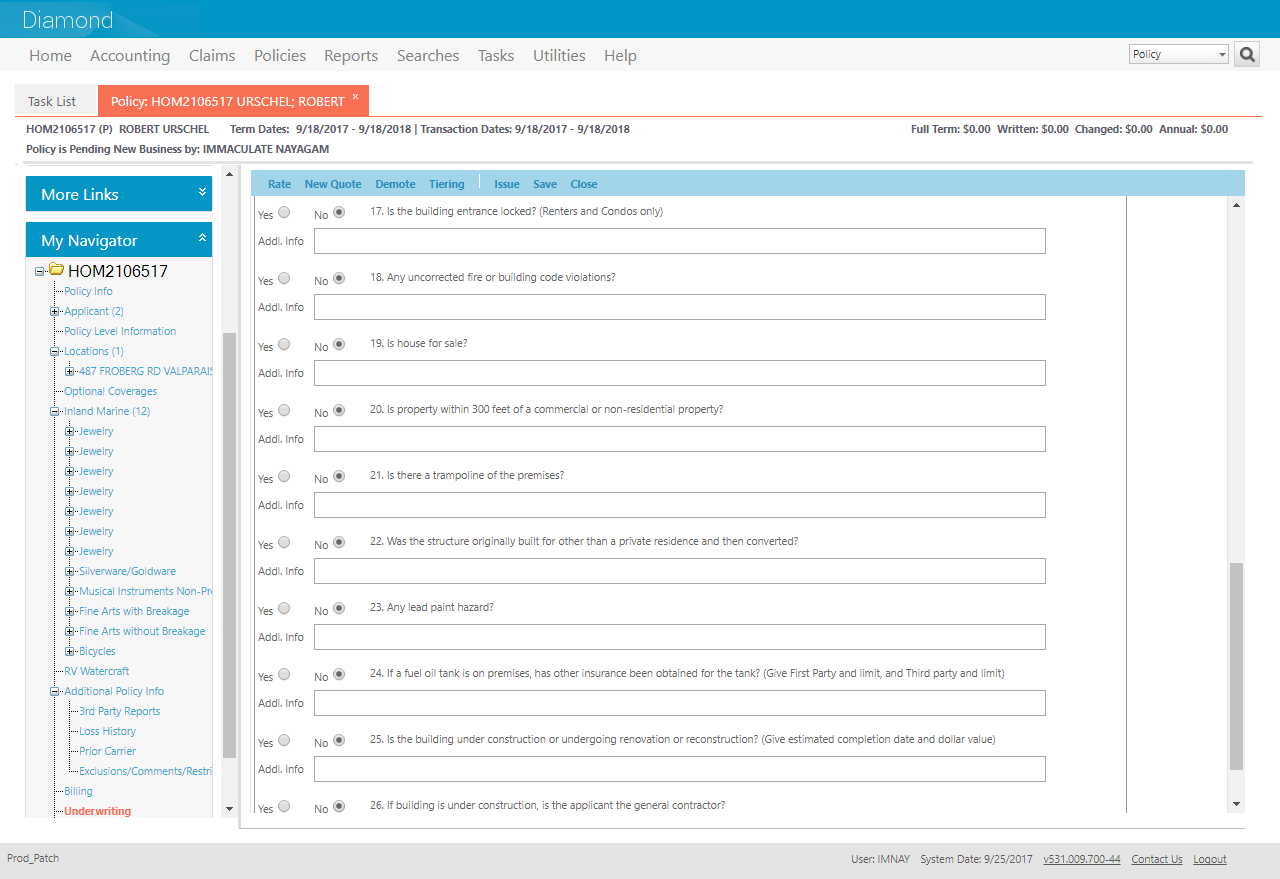 Diamond
Home Accounting Claims Policies Reports Searches Tasks Utilities Help Policy
Task List Policy: HOM2106517 URSCHEL; ROBERT x
HOM2106517 (P) ROBERT URSCHEL Term Dates: 9/18/2017 - 9/18/2018 | Transaction Dates: 9/18/2017 - 9/18/2018 Full Term: $0.00 Written: $0.00 Changed: $0.00 Annual: $0.00
Policy is Pending New Business by: IMMACULATE NAYAGAM
More Links
My Navigator
HOM2106517
Policy Info
Applicant (2)
Policy Level Information
Locations (1)
487 FROBERG RD VALPARAIS
Optional Coverages
Inland Marine (12)
Jewelry
Jewelry
Jewelry
Jewelry
Jewelry
Jewelry
Jewelry
Silverware/Goldware
Musical Instruments Non-Pr
Fine Arts with Breakage
Fine Arts without Breakage
Bicycles
RV Watercraft
Additional Policy Info
3rd Party Reports
Loss History
Prior Carrier
Exclusions/Comments/Restri
Billing
Underwriting
Rate New Quote Demote Tiering Issue Save Close
Yes No 17. Is the building entrance locked? (Renters and Condos only)
Addl. Info
Yes No 18. Any uncorrected fire or building code violations?
Addl. Info
Yes No 19. Is house for sale?
Addl. Info
Yes No 20. Is property within 300 feet of a commercial or non-residential property?
Addl. Info
Yes No 21. Is there a trampoline of the premises?
Addl. Info
Yes No 22. Was the structure originally built for other than a private residence and then converted?
Addl. Info
Yes No 23. Any lead paint hazard?
Addl. Info
Yes No 24. If a fuel oil tank is on premises, has other insurance been obtained for the tank? (Give First Party and limit, and Third party and limit)
Addl. Info
Yes No 25. Is the building under construction or undergoing renovation or reconstruction? (Give estimated completion date and dollar value)
Addl. Info
Yes No 26. If building is under construction, is the applicant the general contractor?
Prod_Patch User: IMNAY System Date: 9/25/2017 v531.009.700-44 Contact Us Logout